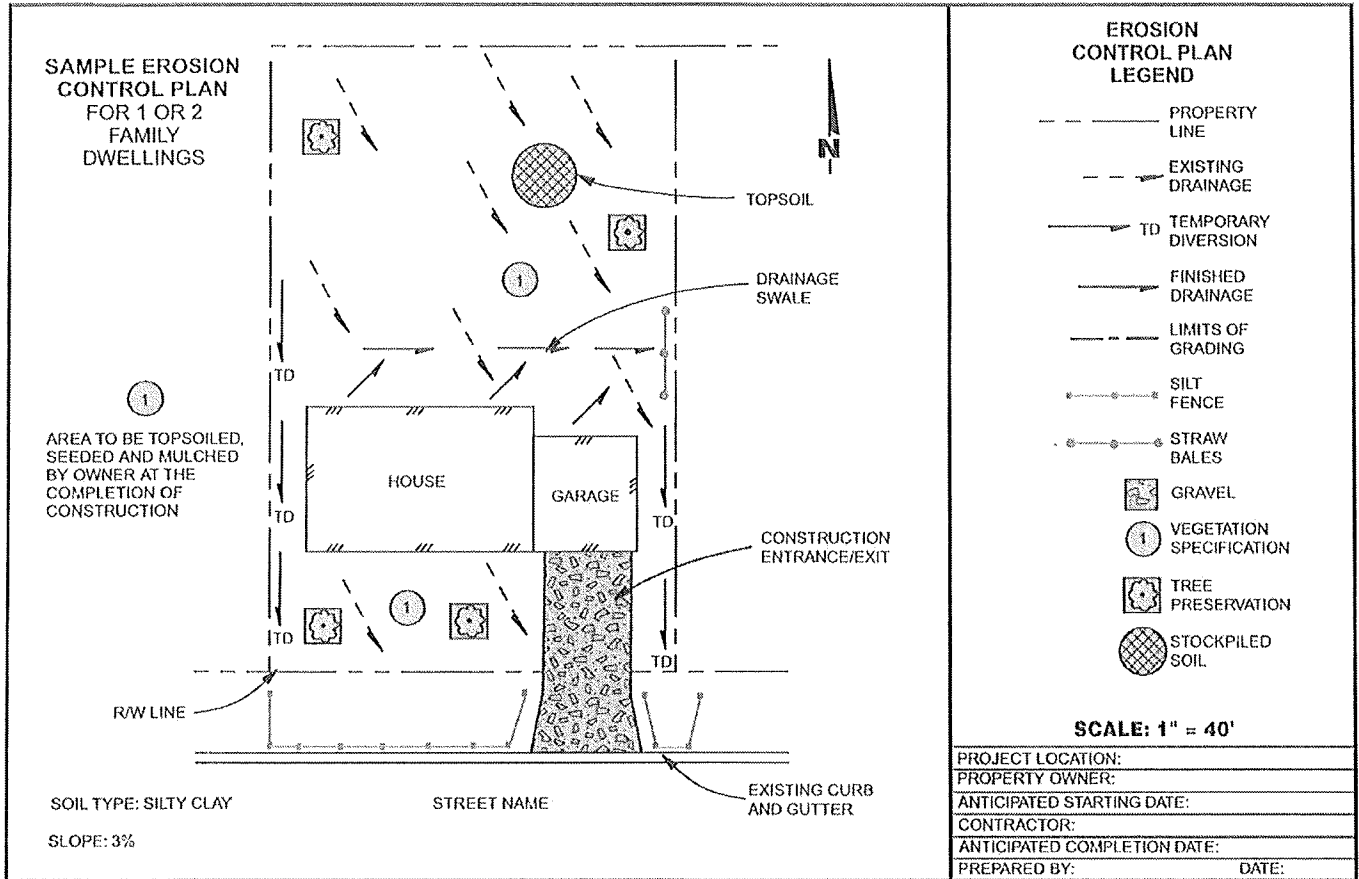 SAMPLE EROSION
CONTROL PLAN
FOR 1 OR 2
FAMILY
DWELLINGS
N
TOPSOIL
1
DRAINAGE
SWALE
TD
1
AREA TO BE TOPSOILED,
SEEDED AND MULCHED
BY OWNER AT THE
COMPLETION OF
CONSTRUCTION
HOUSE
GARAGE
TD
TD
CONSTRUCTION
ENTRANCE/EXIT
1
TD
TD
R/W LINE
EXISTING CURB
AND GUTTER
SOIL TYPE: SILTY CLAY
STREET NAME
SLOPE: 3%
EROSION
CONTROL PLAN
LEGEND
PROPERTY
LINE
EXISTING
DRAINAGE
TD TEMPORARY
DIVERSION
FINISHED
DRAINAGE
LIMITS OF
GRADING
SILT
FENCE
STRAW
BALES
GRAVEL
1 VEGETATION
SPECIFICATION
TREE
PRESERVATION
STOCKPILED
SOIL
SCALE: 1" = 40'
PROJECT LOCATION:
PROPERTY OWNER:
ANTICIPATED STARTING DATE:
CONTRACTOR:
ANTICIPATED COMPLETION DATE:
PREPARED BY: DATE: